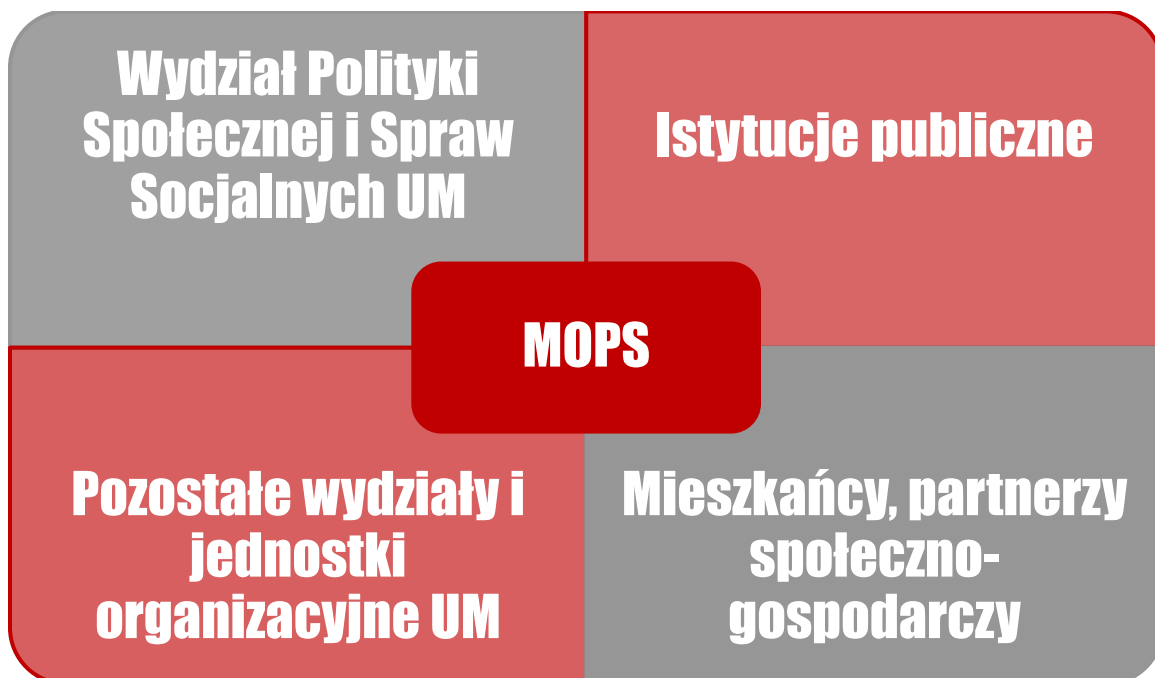 Wydział Polityki
Społecznej i Spraw
Socjalnych UM
Istytucje publiczne
MOPS
Pozostałe wydziały i
jednostki
organizacyjne UM
Mieszkańcy, partnerzy
społeczno-
gospodarczy